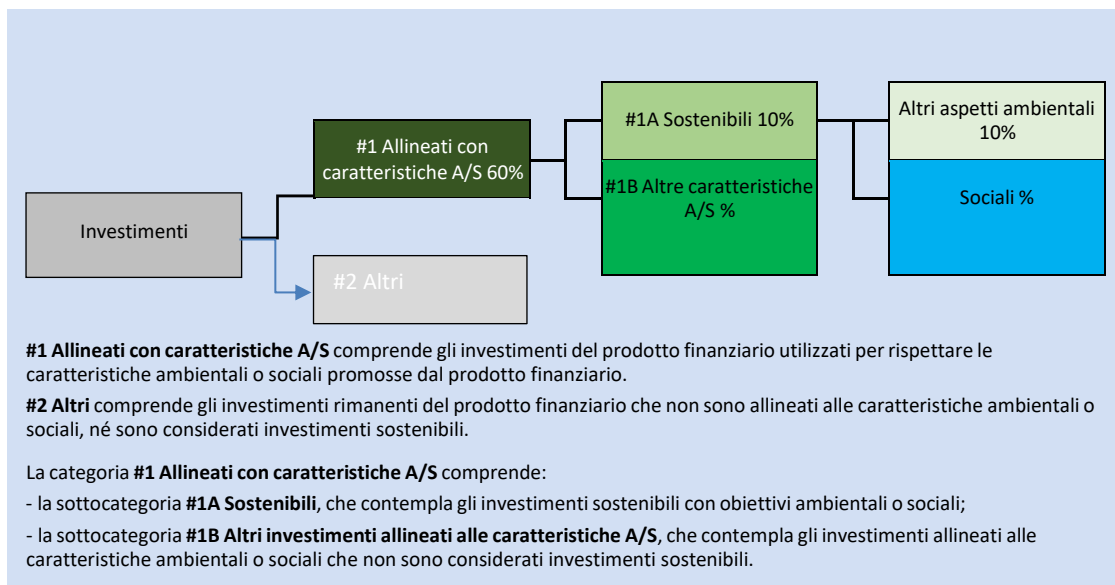 #1A Sostenibili 10%
Altri aspetti ambientali
10%
#1 Allineati con
caratteristiche A/S 60%
#1B Altre caratteristiche
A/S %
Sociali %
Investimenti
#2 Altri
#1 Allineati con caratteristiche A/S comprende gli investimenti del prodotto finanziario utilizzati per rispettare le
caratteristiche ambientali o sociali promosse dal prodotto finanziario.
#2 Altri comprende gli investimenti rimanenti del prodotto finanziario che non sono allineati alle caratteristiche ambientali o
sociali, né sono considerati investimenti sostenibili.
La categoria #1 Allineati con caratteristiche A/S comprende:
- la sottocategoria #1A Sostenibili, che contempla gli investimenti sostenibili con obiettivi ambientali o sociali;
- la sottocategoria #1B Altri investimenti allineati alle caratteristiche A/S, che contempla gli investimenti allineati alle
caratteristiche ambientali o sociali che non sono considerati investimenti sostenibili.